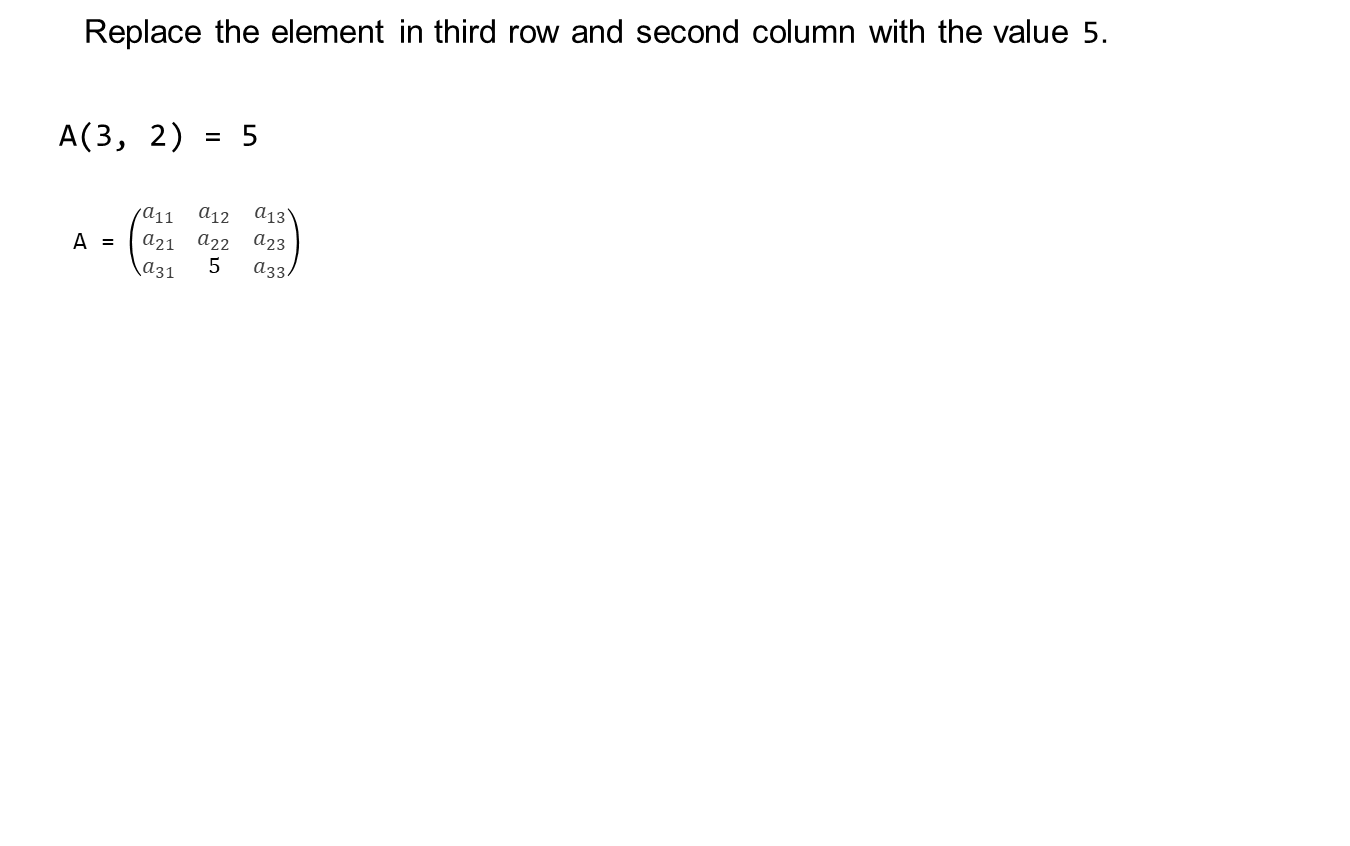 Replace the element in third row and second column with the value 5.
A(3, 2) = 5
A = (a11 a12 a13
a21 a22 a23
a31 5 a33)